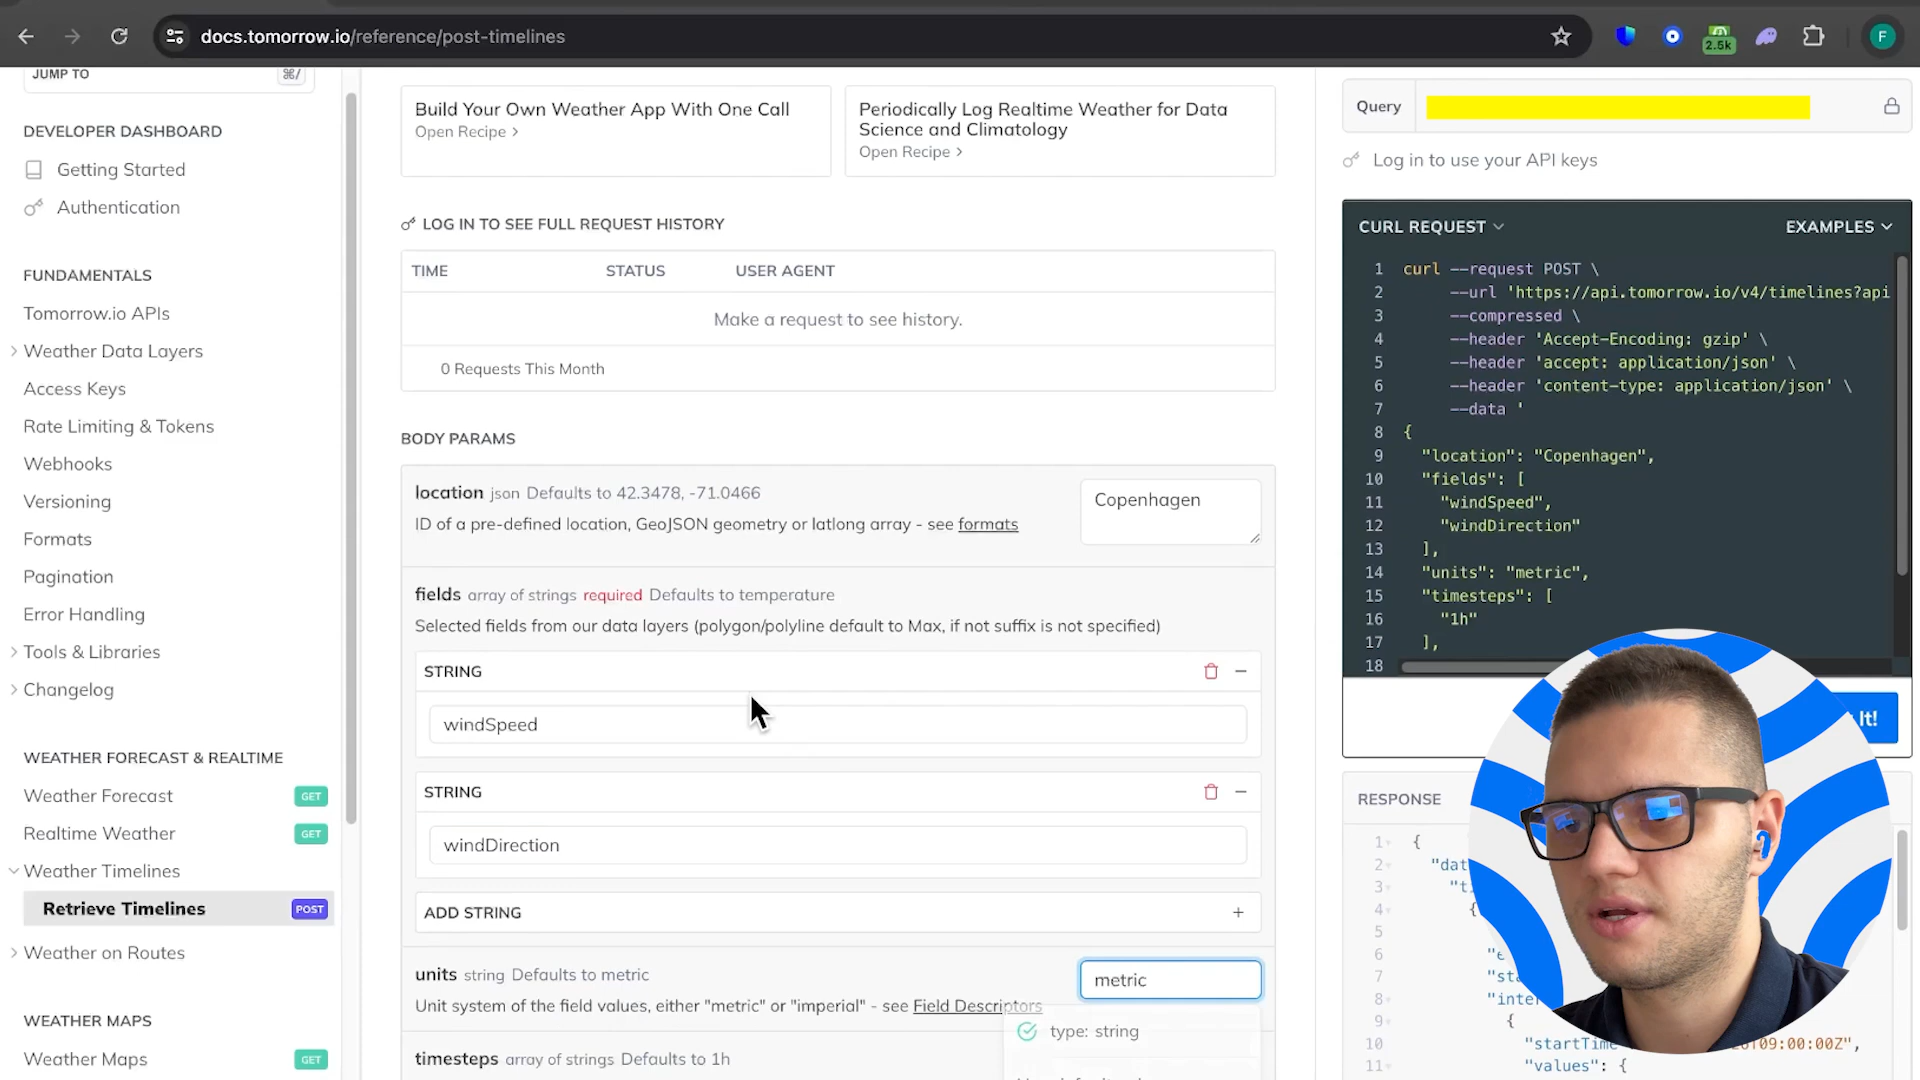 docs.tomorrow.io/reference/post-timelines
2.5k
F
JUMP TO
⌘/
DEVELOPER DASHBOARD
Getting Started
Authentication
FUNDAMENTALS
Tomorrow.io APIs
Weather Data Layers
Access Keys
Rate Limiting & Tokens
Webhooks
Versioning
Formats
Pagination
Error Handling
Tools & Libraries
Changelog
WEATHER FORECAST & REALTIME
Weather Forecast GET
Realtime Weather GET
Weather Timelines
Retrieve Timelines POST
Weather on Routes
WEATHER MAPS
Weather Maps GET
Build Your Own Weather App With One Call
Open Recipe >
Periodically Log Realtime Weather for Data
Science and Climatology
Open Recipe >
LOG IN TO SEE FULL REQUEST HISTORY
TIME STATUS USER AGENT
Make a request to see history.
0 Requests This Month
BODY PARAMS
location json Defaults to 42.3478, -71.0466
ID of a pre-defined location, GeoJSON geometry or latlong array - see formats
Copenhagen
fields array of strings required Defaults to temperature
Selected fields from our data layers (polygon/polyline default to Max, if not suffix is not specified)
STRING
windSpeed
STRING
windDirection
ADD STRING +
units string Defaults to metric
Unit system of the field values, either "metric" or "imperial" - see Field Descriptors
metric
type: string
timesteps array of strings Defaults to 1h
Query
Log in to use your API keys
CURL REQUEST EXAMPLES
1 curl --request POST \
2 --url 'https://api.tomorrow.io/v4/timelines?api
3 --compressed \
4 --header 'Accept-Encoding: gzip' \
5 --header 'accept: application/json' \
6 --header 'content-type: application/json' \
7 --data '
8 {
9 "location": "Copenhagen",
10 "fields": [
11 "windSpeed",
12 "windDirection"
13 ],
14 "units": "metric",
15 "timesteps": [
16 "1h"
17 ],
18
It!
RESPONSE
1 {
2 "dat
3 "ti
4 {
5
6
7
8 "inter
9 {
10 "startTim 09:00:00Z",
11 "values": {